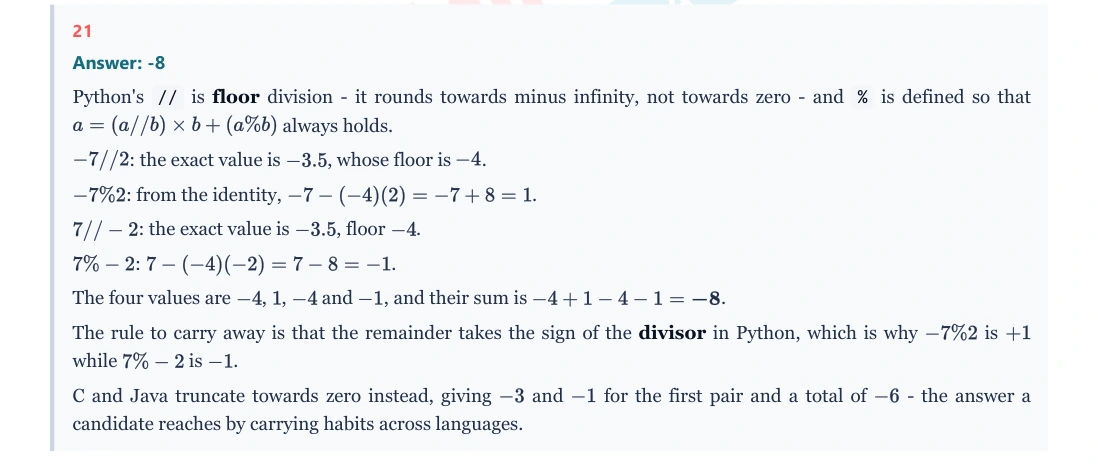 21
Answer: -8
Python's // is floor division - it rounds towards minus infinity, not towards zero - and % is defined so that
a = (a//b) × b + (a%b) always holds.
−7//2: the exact value is −3.5, whose floor is −4.
−7%2: from the identity, −7 − (−4)(2) = −7 + 8 = 1.
7// − 2: the exact value is −3.5, floor −4.
7% − 2: 7 − (−4)(−2) = 7 − 8 = −1.
The four values are −4, 1, −4 and −1, and their sum is −4 + 1 − 4 − 1 = −8.
The rule to carry away is that the remainder takes the sign of the divisor in Python, which is why −7%2 is +1
while 7% − 2 is −1.
C and Java truncate towards zero instead, giving −3 and −1 for the first pair and a total of −6 - the answer a
candidate reaches by carrying habits across languages.